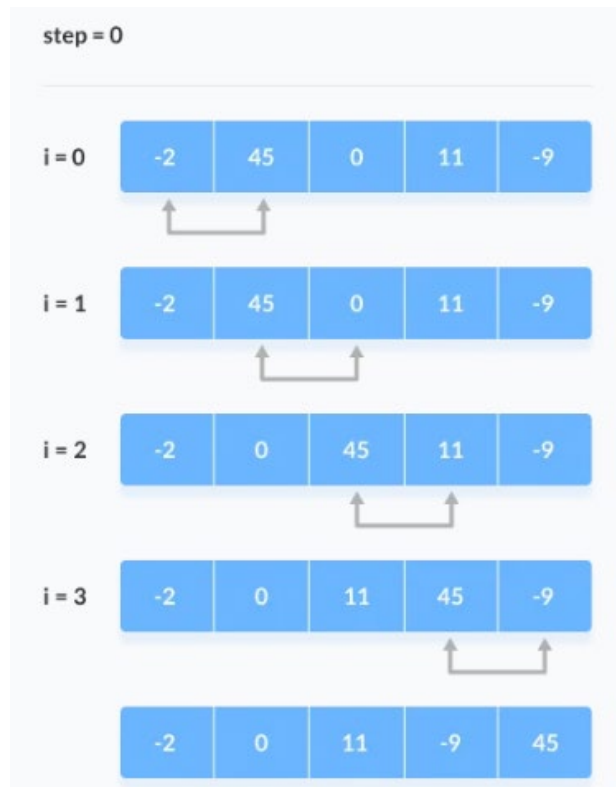 step = 0
i = 0 -2 45 0 11 -9
i = 1 -2 45 0 11 -9
i = 2 -2 0 45 11 -9
i = 3 -2 0 11 45 -9
-2 0 11 -9 45